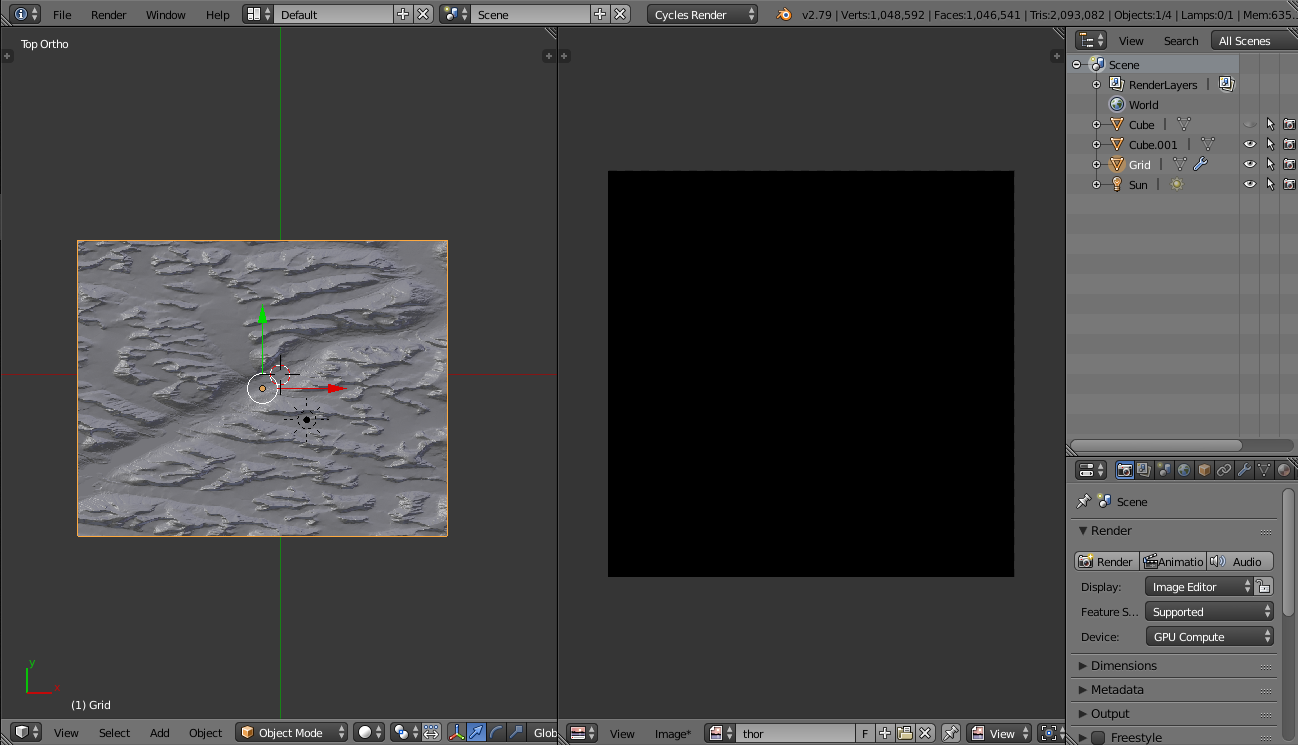 File Render Window Help Default Scene Cycles Render v2.79 | Verts:1,048,592 | Faces:1,046,541 | Tris:2,093,082 | Objects:1/4 | Lamps:0/1 | Mem:635..
Top Ortho
View Search All Scenes
Scene
RenderLayers |
World
Cube |
Cube.001 |
Grid |
Sun |
Scene
Render
Render Animatio Audio
Display: Image Editor
Feature S... Supported
Device: GPU Compute
Dimensions
Metadata
Output
Freestyle
y
x
(1) Grid
View Select Add Object Object Mode Glob
View Image* thor F View